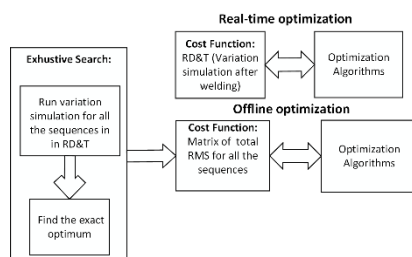 Real-time optimization
Exhustive Search:
Run variation
simulation for all
the sequences in
in RD&T
Find the exact
optimum
Cost Function:
RD&T (Variation
simulation after
welding)
Optimization
Algorithms
Offline optimization
Cost Function:
Matrix of total
RMS for all the
sequences
Optimization
Algorithms